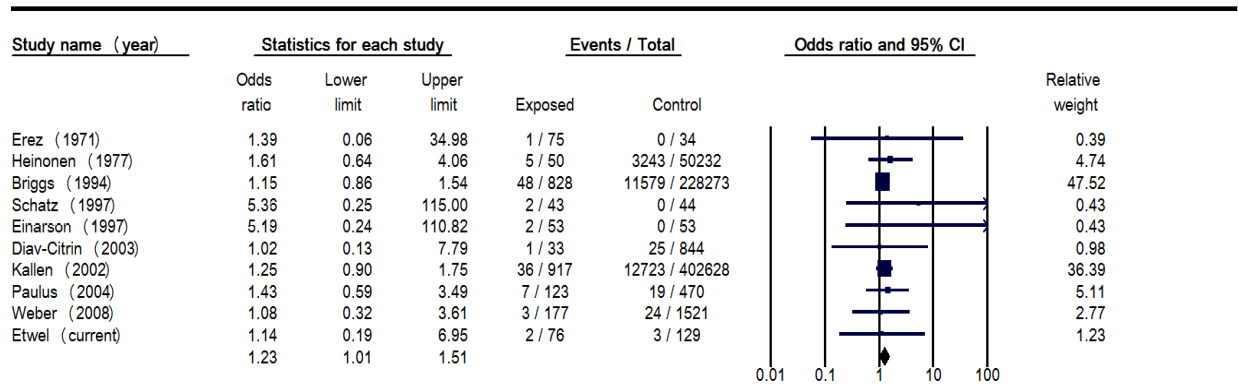 Study name (year) Statistics for each study Events / Total Odds ratio and 95% CI
Odds Lower Upper Relative
ratio limit limit Exposed Control weight
Erez (1971) 1.39 0.06 34.98 1 / 75 0 / 34 0.39
Heinonen (1977) 1.61 0.64 4.06 5 / 50 3243 / 50232 4.74
Briggs (1994) 1.15 0.86 1.54 48 / 828 11579 / 228273 47.52
Schatz (1997) 5.36 0.25 115.00 2 / 43 0 / 44 0.43
Einarson (1997) 5.19 0.24 110.82 2 / 53 0 / 53 0.43
Diav-Citrin (2003) 1.02 0.13 7.79 1 / 33 25 / 844 0.98
Kallen (2002) 1.25 0.90 1.75 36 / 917 12723 / 402628 36.39
Paulus (2004) 1.43 0.59 3.49 7 / 123 19 / 470 5.11
Weber (2008) 1.08 0.32 3.61 3 / 177 24 / 1521 2.77
Etwel (current) 1.14 0.19 6.95 2 / 76 3 / 129 1.23
1.23 1.01 1.51
0.01 0.1 1 10 100